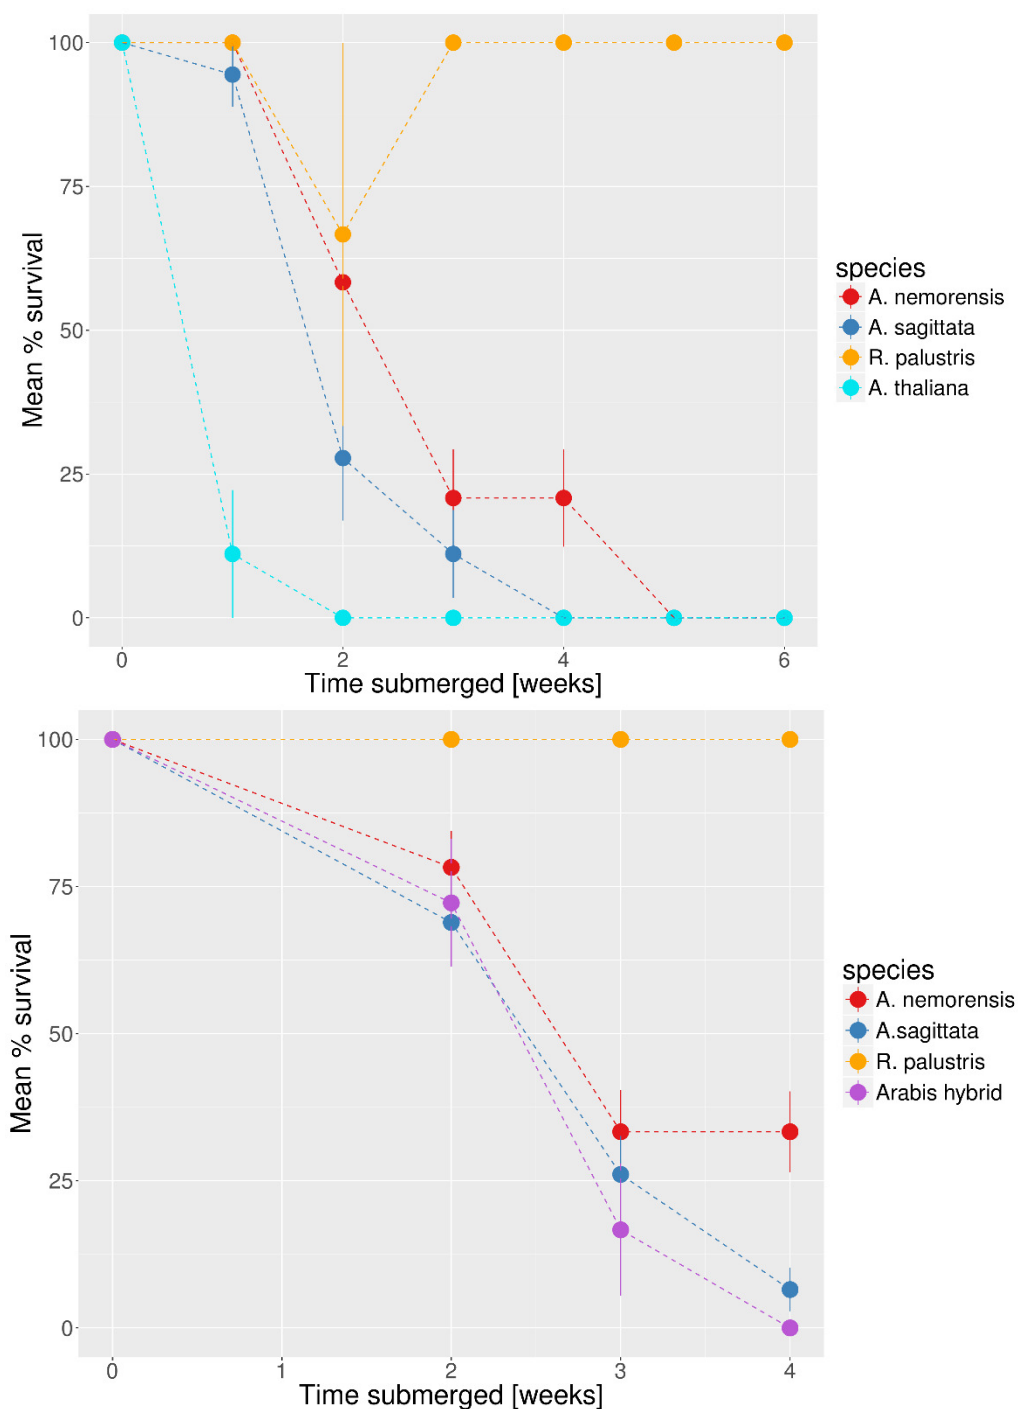 100
75
50
25
0
Mean % survival
0 2 4 6
Time submerged [weeks]
species
A. nemorensis
A. sagittata
R. palustris
A. thaliana
100
75
50
25
0
Mean % survival
0 1 2 3 4
Time submerged [weeks]
species
A. nemorensis
A.sagittata
R. palustris
Arabis hybrid